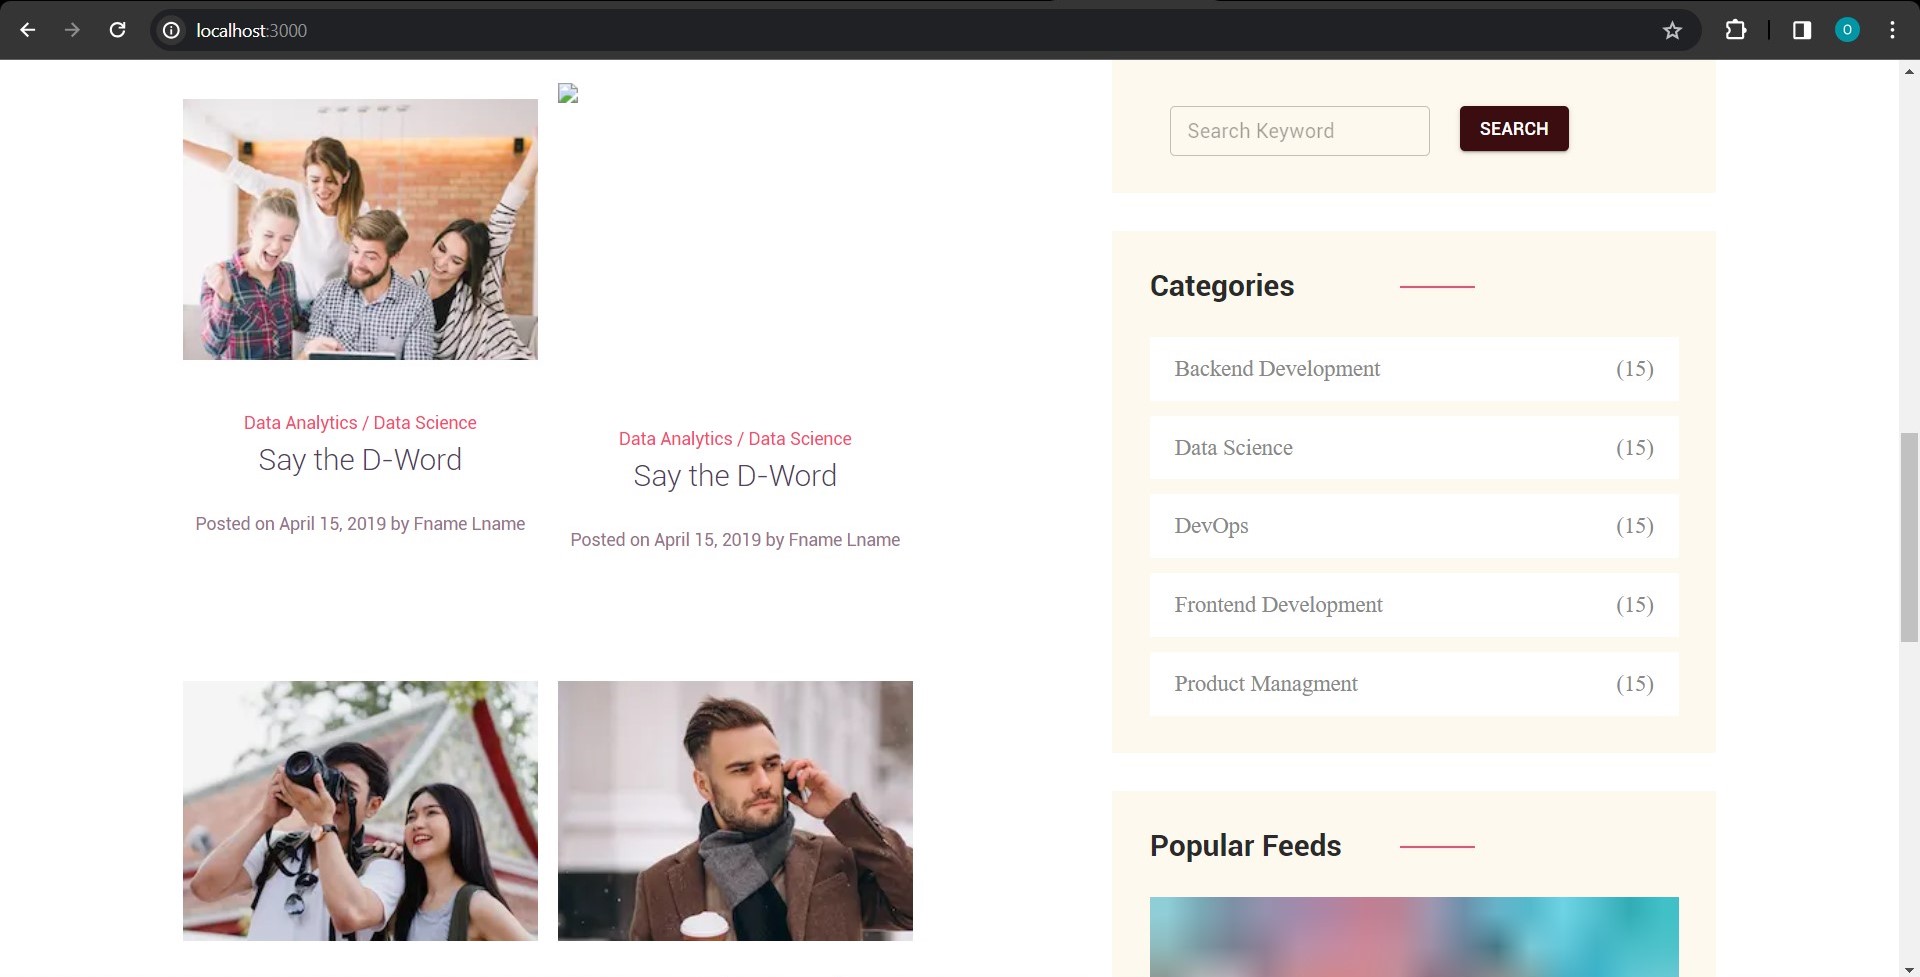 localhost:3000
O
Search Keyword
SEARCH
Data Analytics / Data Science
Say the D-Word
Posted on April 15, 2019 by Fname Lname
Data Analytics / Data Science
Say the D-Word
Posted on April 15, 2019 by Fname Lname
Categories
Backend Development (15)
Data Science (15)
DevOps (15)
Frontend Development (15)
Product Managment (15)
Popular Feeds